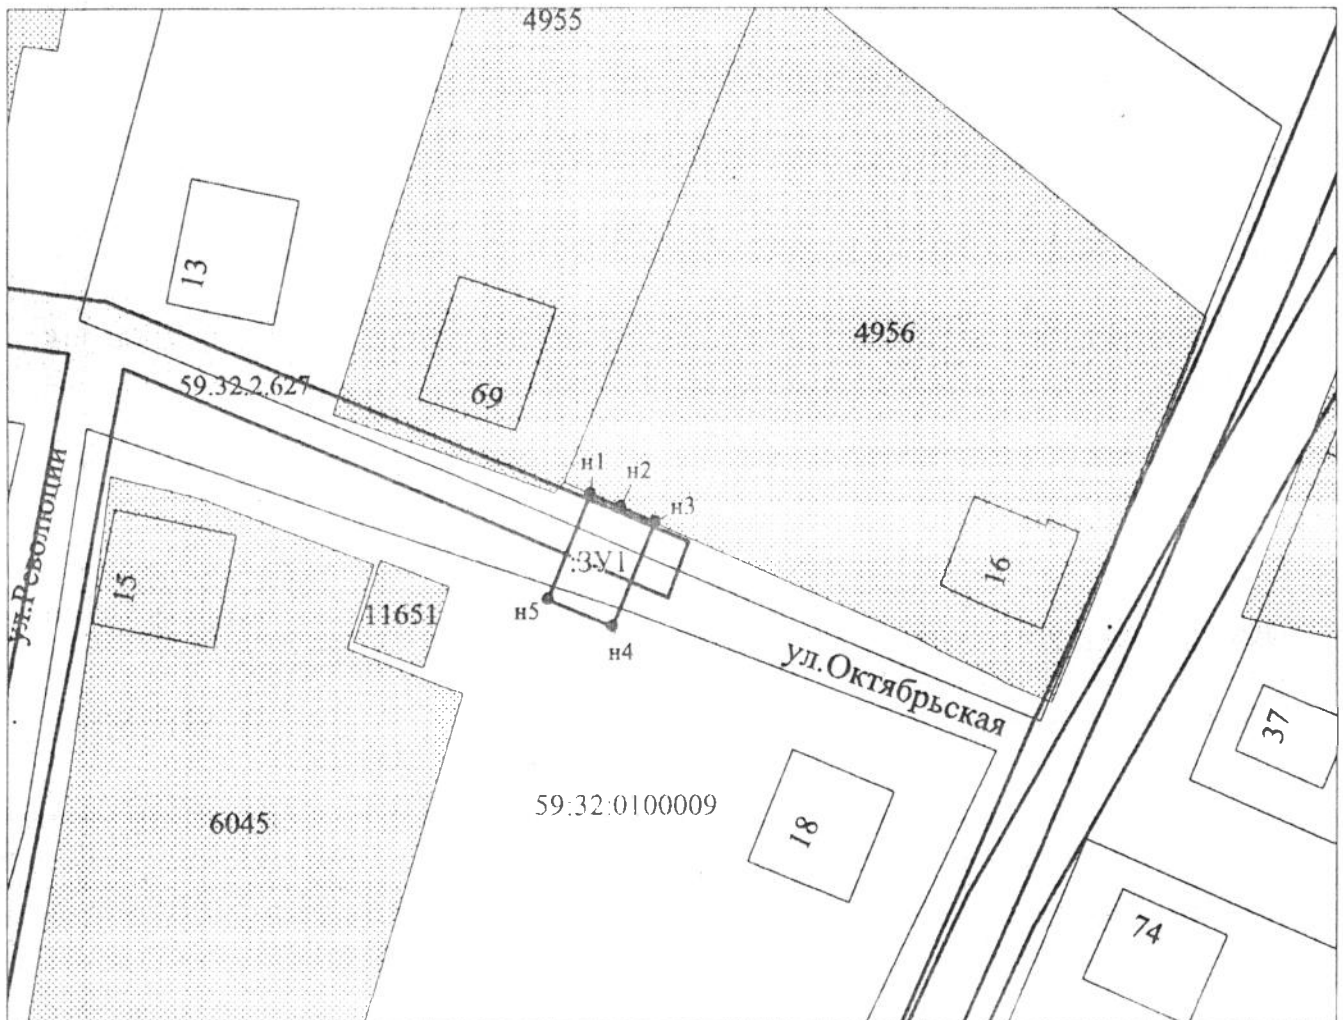 4955
13
4956
59.32.2.627
69
н1
н2
н3
ул.Революции
:ЗУ1
16
15
11651
н5
н4
ул.Октябрьская
37
59:32:0100009
6045
18
74